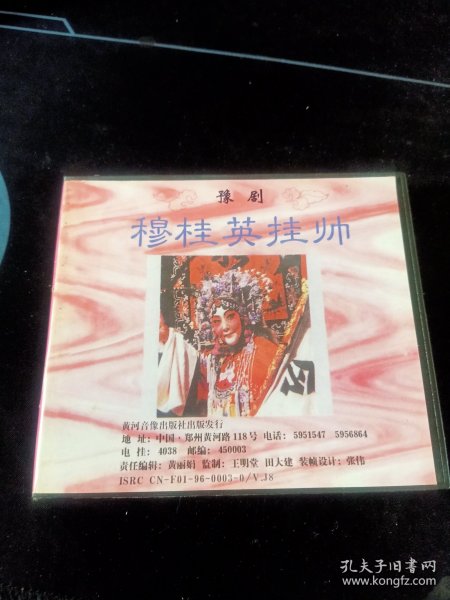 豫剧
穆桂英挂帅
黄河音像出版社出版发行
地 址: 中国·郑州黄河路118号 电话: 5951547 5956864
电 挂: 4038 邮编: 450003
责任编辑: 黄丽娟 监制: 王明堂 田大建 装帧设计: 张伟
ISRC CN-F01-96-0003-0/V.J8
孔夫子旧书网
www.kongfz.com